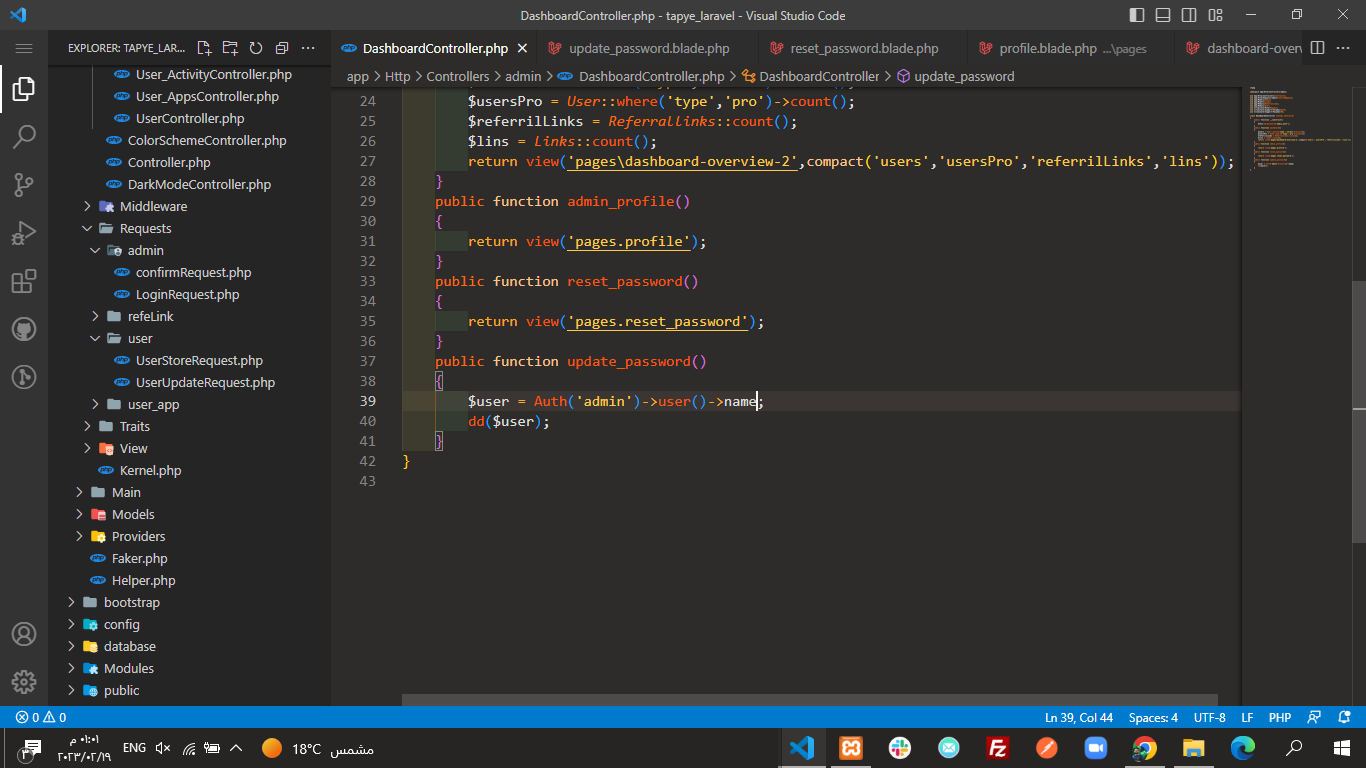 DashboardController.php - tapye_laravel - Visual Studio Code
EXPLORER: TAPYE_LAR...
DashboardController.php
update_password.blade.php
reset_password.blade.php
profile.blade.php ...\pages
dashboard-over
app > Http > Controllers > admin > DashboardController.php > DashboardController > update_password
User_ActivityController.php
User_AppsController.php
UserController.php
ColorSchemeController.php
Controller.php
DarkModeController.php
Middleware
Requests
admin
confirmRequest.php
LoginRequest.php
refeLink
user
UserStoreRequest.php
UserUpdateRequest.php
user_app
Traits
View
Kernel.php
Main
Models
Providers
Faker.php
Helper.php
bootstrap
config
database
Modules
public
24 $usersPro = User::where('type','pro')->count();
25 $referrilLinks = Referrallinks::count();
26 $lins = Links::count();
27 return view('pages\dashboard-overview-2',compact('users','usersPro','referrilLinks','lins'));
28 }
29 public function admin_profile()
30 {
31 return view('pages.profile');
32 }
33 public function reset_password()
34 {
35 return view('pages.reset_password');
36 }
37 public function update_password()
38 {
39 $user = Auth('admin')->user()->name;
40 dd($user);
41 }
42 }
43
0 0
Ln 39, Col 44
Spaces: 4
UTF-8
LF
PHP
٣
٠١:٠١ م
٢٠٢٣/٠٢/١٩
ENG
18°C مشمس